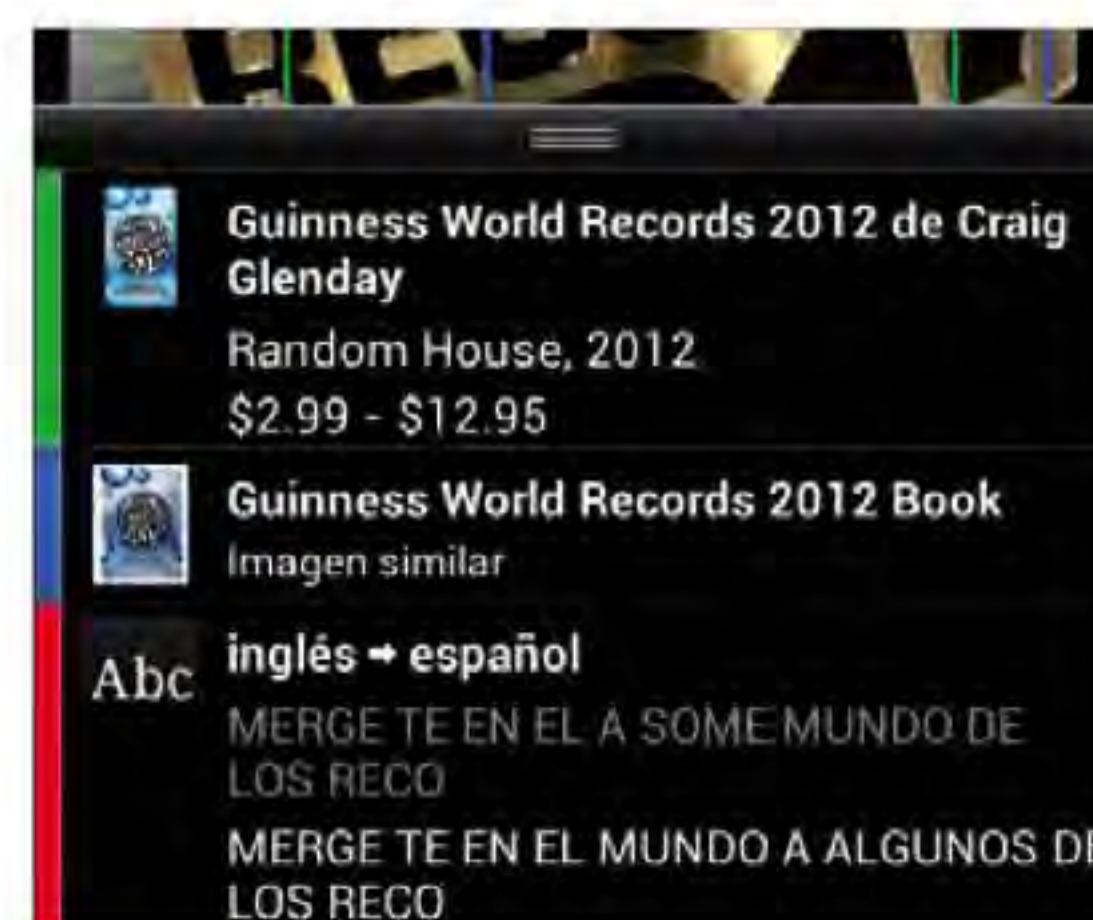 Guinness World Records 2012 de Craig
Glenday
Random House, 2012
$2.99 - $12.95
Guinness World Records 2012 Book
Imagen similar
Abc
inglés ➡ español
MERGE TE EN EL A SOME MUNDO DE
LOS RECO
MERGE TE EN EL MUNDO A ALGUNOS DE
LOS RECO